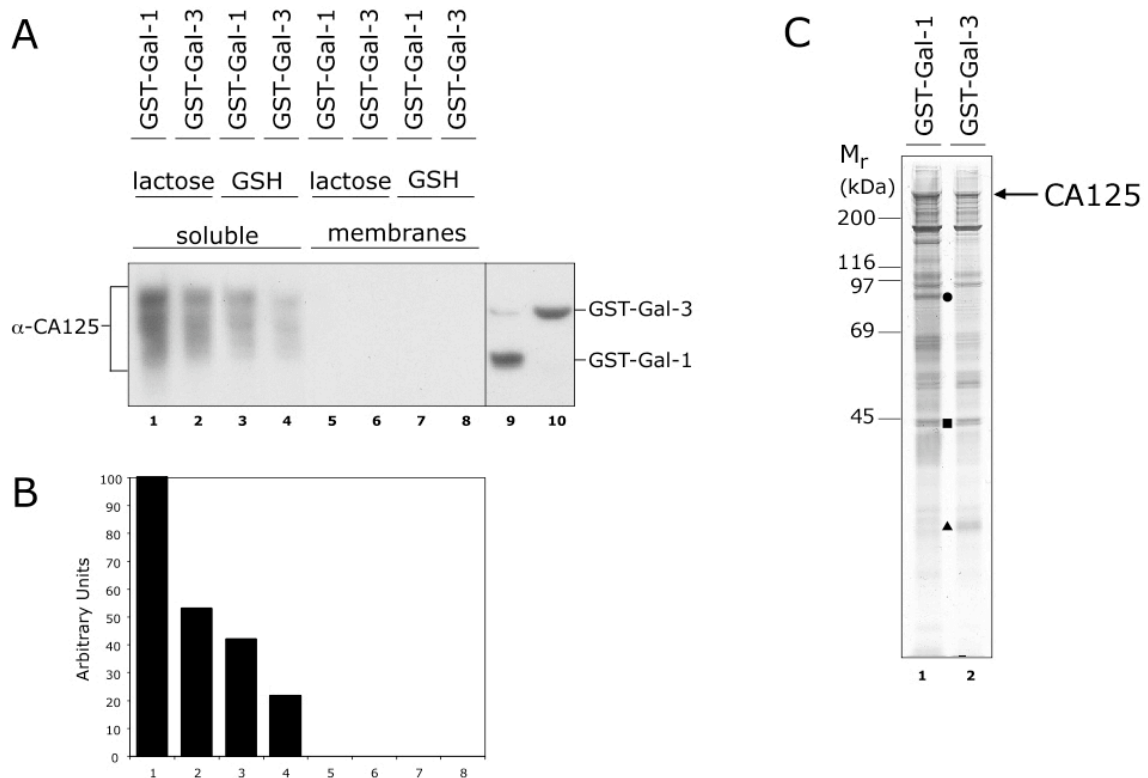 A
GST-Gal-1
GST-Gal-3
GST-Gal-1
GST-Gal-3
GST-Gal-1
GST-Gal-3
GST-Gal-1
GST-Gal-3
lactose GSH lactose GSH
soluble membranes
α-CA125
GST-Gal-3
GST-Gal-1
1 2 3 4 5 6 7 8 9 10
B
Arbitrary Units
100
90
80
70
60
50
40
30
20
10
0
1 2 3 4 5 6 7 8
C
GST-Gal-1
GST-Gal-3
Mr
(kDa)
CA125
200
116
97
69
45
1 2